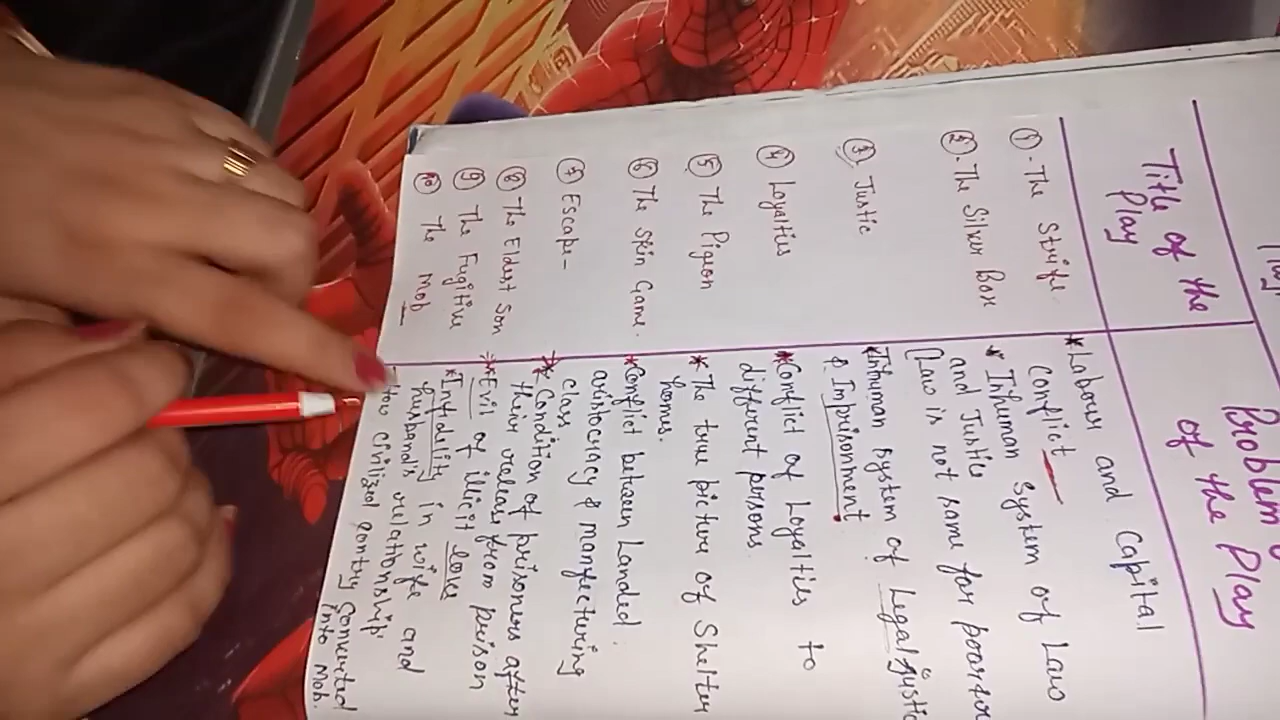 Title of the
Play
Problem
of the Play
① - The Strife
* Labour and Capital
conflict
② - The Silver Box
* Inhuman system of Law
and Justice
(Law is not same for poor &
③ Justic
* Inhuman system of Legal Justic
& Imprisonment
④ Loyalties
* Conflict of Loyalties to
different persons
⑤ The Pigeon
* The true picture of Shelter
homes.
⑥ The Skin Game.
* Conflict between Landed
aristocracy & manfecturing
class
⑦ Escape-
* Condition of prisoners after
their release from prison
⑧ The Eldest Son
* Evil of illicit love
⑨ The Fugitive
* Infidelity in wife and
husband's relationship.
⑩ The Mob
How civilized contry converted
into Mob.